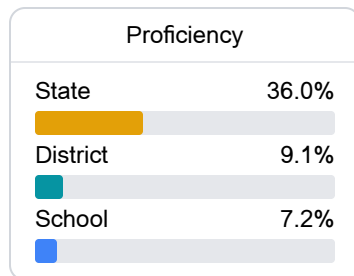 Proficiency
State 36.0%
District 9.1%
School 7.2%